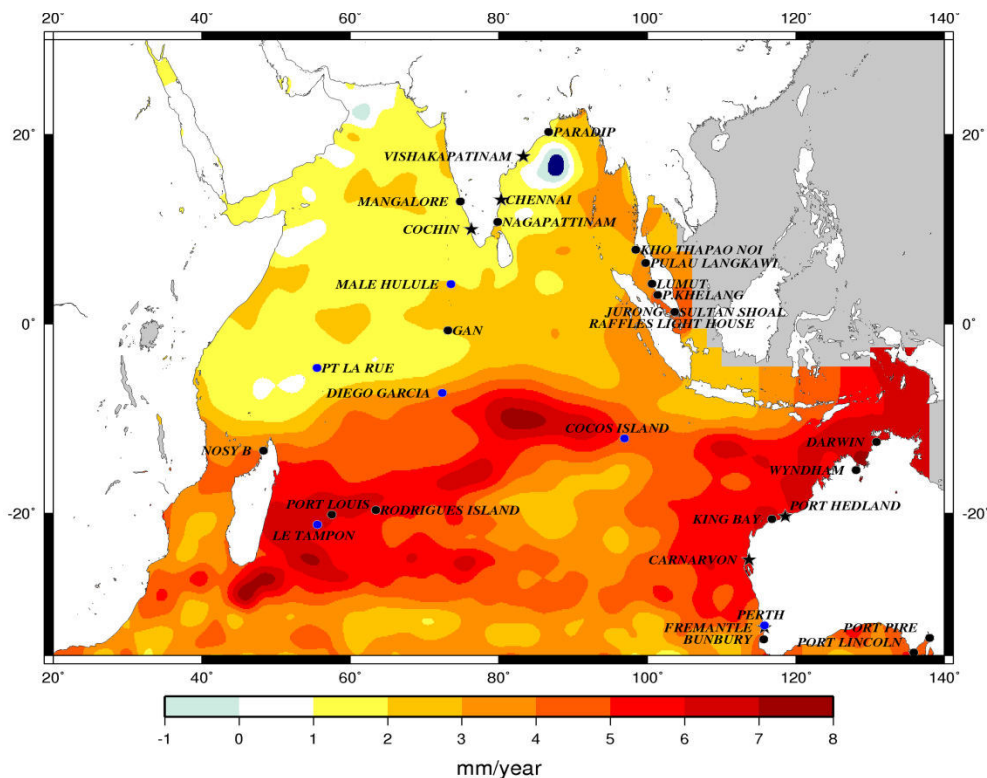 20˚ 40˚ 60˚ 80˚ 100˚ 120˚ 140˚
20˚ 20˚
PARADIP
VISHAKAPATINAM
MANGALORE
CHENNAI
COCHIN
NAGAPATTINAM
KHO THAPAO NOI
PULAU LANGKAWI
MALE HULULE
LUMUT
P.KHELANG
JURONG
SULTAN SHOAL
RAFFLES LIGHT HOUSE
0˚ 0˚
GAN
PT LA RUE
DIEGO GARCIA
COCOS ISLAND
NOSY B
DARWIN
WYNDHAM
PORT LOUIS
RODRIGUES ISLAND
PORT HEDLAND
-20˚ -20˚
KING BAY
LE TAMPON
CARNARVON
PERTH
FREMANTLE
BUNBURY
PORT PIRE
PORT LINCOLN
20˚ 40˚ 60˚ 80˚ 100˚ 120˚ 140˚
-1 0 1 2 3 4 5 6 7 8
mm/year